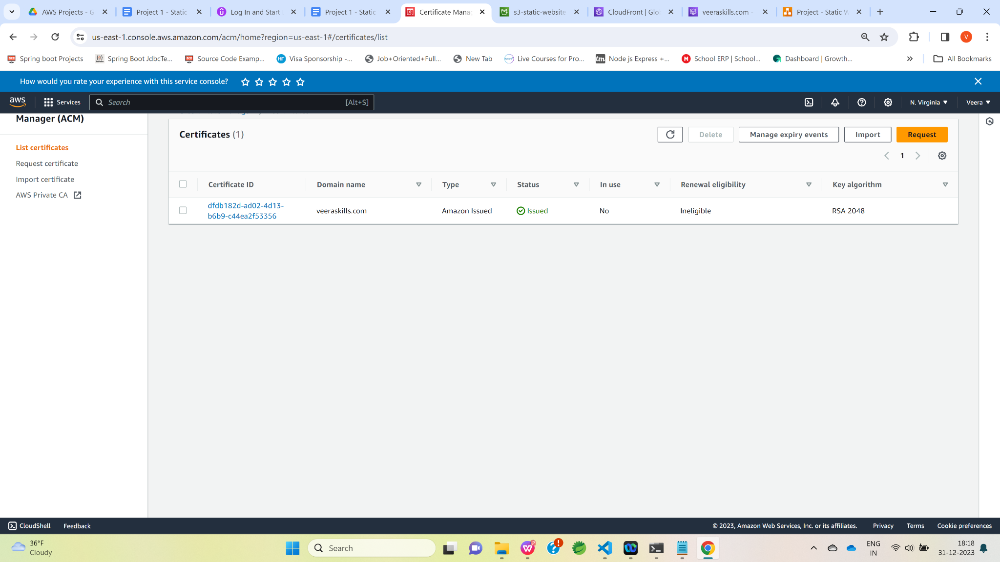 AWS Projects - G
Project 1 - Static
Log In and Start
Project 1 - Static
Certificate Manag
s3-static-website
CloudFront | Glob
veeraskills.com -
Project - Static W
us-east-1.console.aws.amazon.com/acm/home?region=us-east-1#/certificates/list
V
Spring boot Projects
Spring Boot JdbcTe...
Source Code Examp...
Visa Sponsorship -...
Job+Oriented+Full...
New Tab
Live Courses for Pro...
Node js Express +...
School ERP | School...
Dashboard | Growth...
All Bookmarks
How would you rate your experience with this service console?
aws
Services
Search
[Alt+S]
N. Virginia
Veera
Manager (ACM)
List certificates
Request certificate
Import certificate
AWS Private CA
Certificates (1)
Delete
Manage expiry events
Import
Request
1
Certificate ID
Domain name
Type
Status
In use
Renewal eligibility
Key algorithm
dfdb182d-ad02-4d13-
b6b9-c44ea2f53356
veeraskills.com
Amazon Issued
Issued
No
Ineligible
RSA 2048
CloudShell
Feedback
© 2023, Amazon Web Services, Inc. or its affiliates.
Privacy
Terms
Cookie preferences
36°F
Cloudy
Search
ENG
IN
18:18
31-12-2023